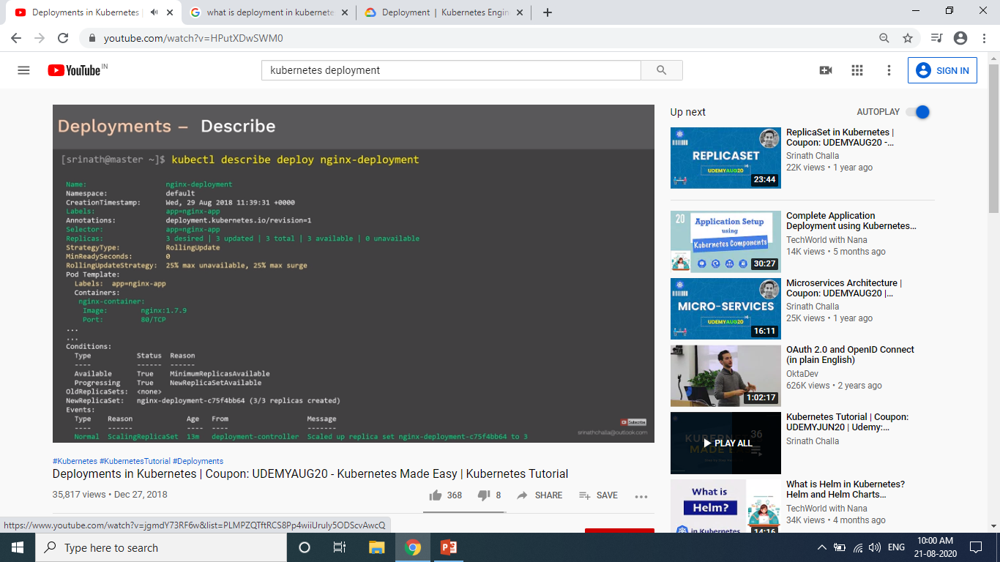 Deployments in Kubernetes |
what is deployment in kubernete
Deployment | Kubernetes Engin
youtube.com/watch?v=HPutXDwSWM0
YouTube IN
kubernetes deployment
SIGN IN
Deployments – Describe
[srinath@master ~]$ kubectl describe deploy nginx-deployment
Name: nginx-deployment
Namespace: default
CreationTimestamp: Wed, 29 Aug 2018 11:39:31 +0000
Labels: app=nginx-app
Annotations: deployment.kubernetes.io/revision=1
Selector: app=nginx-app
Replicas: 3 desired | 3 updated | 3 total | 3 available | 0 unavailable
StrategyType: RollingUpdate
MinReadySeconds: 0
RollingUpdateStrategy: 25% max unavailable, 25% max surge
Pod Template:
Labels: app=nginx-app
Containers:
nginx-container:
Image: nginx:1.7.9
Port: 80/TCP
...
...
Conditions:
Type Status Reason
---- ------ ------
Available True MinimumReplicasAvailable
Progressing True NewReplicaSetAvailable
OldReplicaSets: <none>
NewReplicaSet: nginx-deployment-c75f4bb64 (3/3 replicas created)
Events:
Type Reason Age From Message
---- ------ ---- ---- -------
Normal ScalingReplicaSet 13m deployment-controller Scaled up replica set nginx-deployment-c75f4bb64 to 3
Subscribe
srinathchalla@outlook.com
#Kubernetes #KubernetesTutorial #Deployments
Deployments in Kubernetes | Coupon: UDEMYAUG20 - Kubernetes Made Easy | Kubernetes Tutorial
35,817 views • Dec 27, 2018
368
8
SHARE
SAVE
Up next
AUTOPLAY
REPLICASET
UDEMYAUG20
23:44
ReplicaSet in Kubernetes |
Coupon: UDEMYAUG20 -...
Srinath Challa
22K views • 1 year ago
20
Application Setup
using
Kubernetes Components
30:27
Complete Application
Deployment using Kubernetes...
TechWorld with Nana
14K views • 5 months ago
MICRO-SERVICES
UDEMYAUG20
16:11
Microservices Architecture |
Coupon: UDEMYAUG20 |...
Srinath Challa
25K views • 1 year ago
1:02:17
OAuth 2.0 and OpenID Connect
(in plain English)
OktaDev
626K views • 2 years ago
36
PLAY ALL
Kubernetes Tutorial | Coupon:
UDEMYJUN20 | Udemy:...
Srinath Challa
What is
Helm?
in Kubernetes
14:16
What is Helm in Kubernetes?
Helm and Helm Charts...
TechWorld with Nana
34K views • 4 months ago
https://www.youtube.com/watch?v=jgmdY73RF6w&list=PLMPZQTftRCS8Pp4wiiUruly5ODScvAwcQ
Type here to search
ENG
10:00 AM
21-08-2020